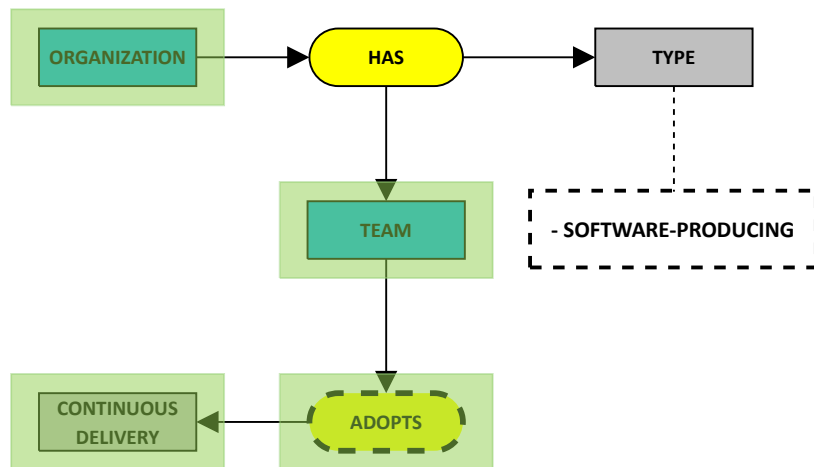 ORGANIZATION
HAS
TYPE
TEAM
- SOFTWARE-PRODUCING
CONTINUOUS
DELIVERY
ADOPTS